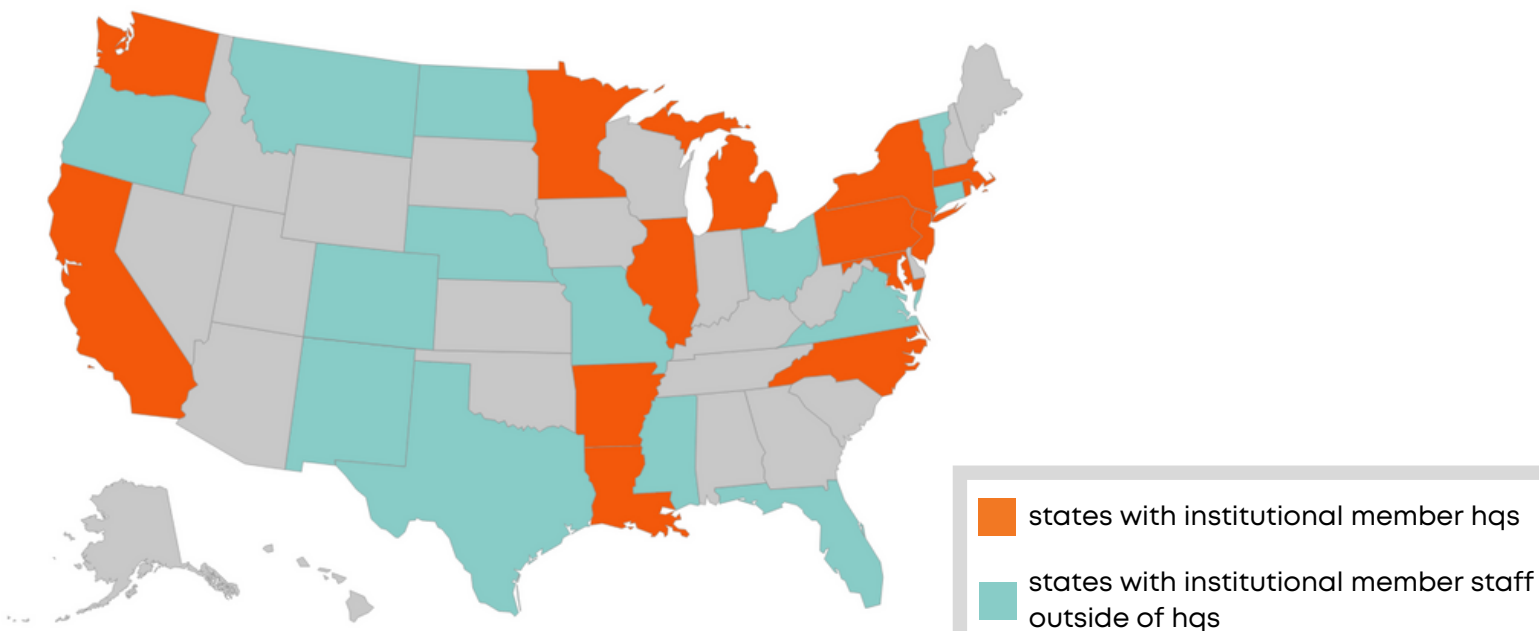 states with institutional member hqs
states with institutional member staff
outside of hqs